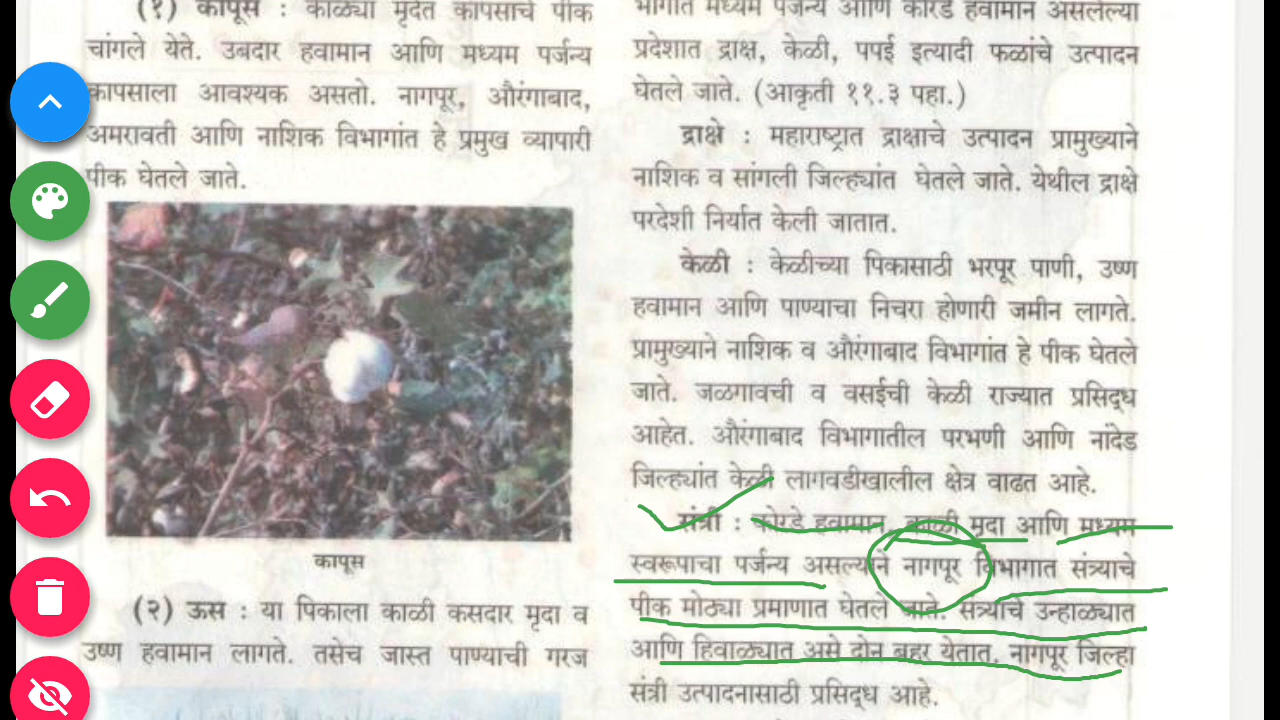 (१) कापूस : काळ्या मृदेत कापसाचे पीक
चांगले येते. उबदार हवामान आणि मध्यम पर्जन्य
कापसाला आवश्यक असतो. नागपूर, औरंगाबाद,
अमरावती आणि नाशिक विभागांत हे प्रमुख व्यापारी
पीक घेतले जाते.
कापूस
(२) ऊस : या पिकाला काळी कसदार मृदा व
उष्ण हवामान लागते. तसेच जास्त पाण्याची गरज
भागात मध्यम पर्जन्य आणि कोरडे हवामान असलेल्या
प्रदेशात द्राक्ष, केळी, पपई इत्यादी फळांचे उत्पादन
घेतले जाते. (आकृती ११.३ पहा.)
द्राक्षे : महाराष्ट्रात द्राक्षाचे उत्पादन प्रामुख्याने
नाशिक व सांगली जिल्ह्यांत घेतले जाते. येथील द्राक्षे
परदेशी निर्यात केली जातात.
केळी : केळीच्या पिकासाठी भरपूर पाणी, उष्ण
हवामान आणि पाण्याचा निचरा होणारी जमीन लागते.
प्रामुख्याने नाशिक व औरंगाबाद विभागांत हे पीक घेतले
जाते. जळगावची व वसईची केळी राज्यात प्रसिद्ध
आहेत. औरंगाबाद विभागातील परभणी आणि नांदेड
जिल्ह्यांत केळी लागवडीखालील क्षेत्र वाढत आहे.
संत्री : कोरडे हवामान, काळी मृदा आणि मध्यम
स्वरूपाचा पर्जन्य असल्याने नागपूर विभागात संत्र्याचे
पीक मोठ्या प्रमाणात घेतले जाते. संत्र्याचे उन्हाळ्यात
आणि हिवाळ्यात असे दोन बहर येतात. नागपूर जिल्हा
संत्री उत्पादनासाठी प्रसिद्ध आहे.